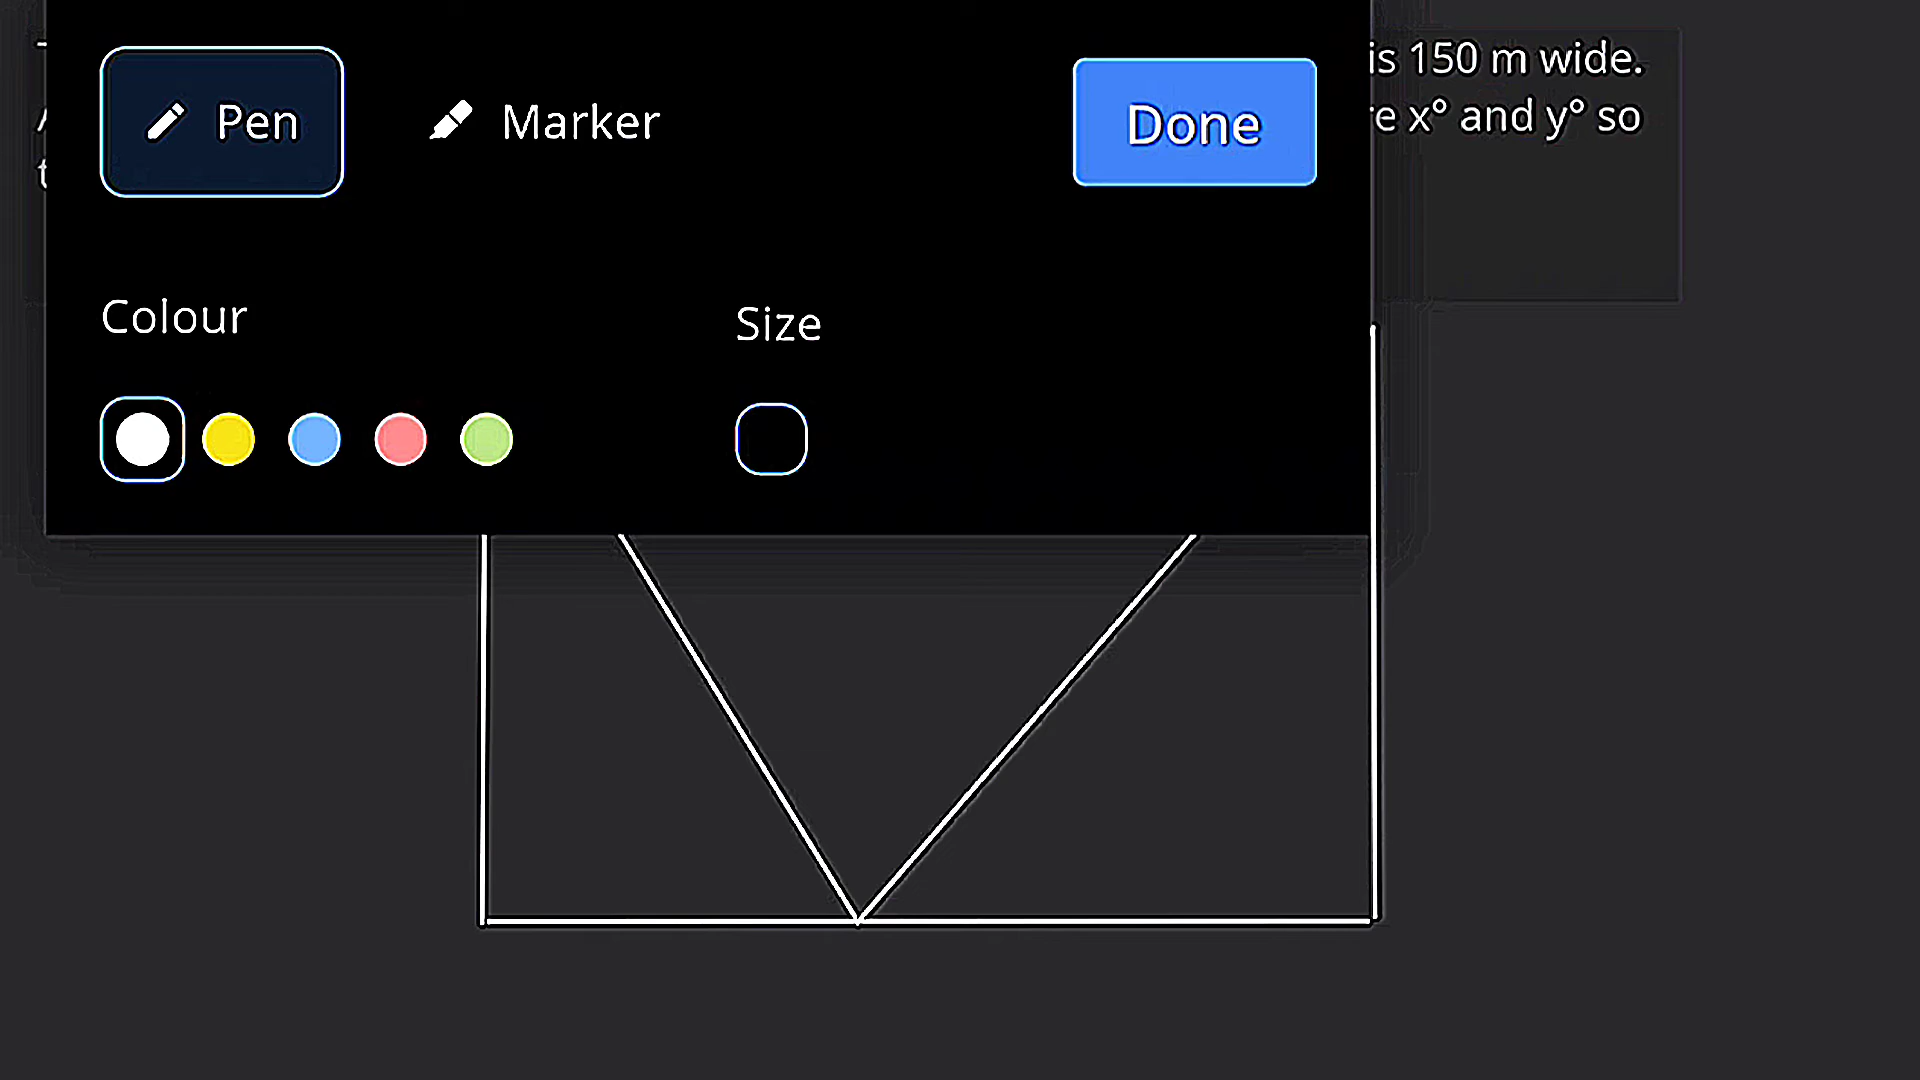 is 150 m wide.
x° and y° so
Pen
Marker
Done
Colour
Size